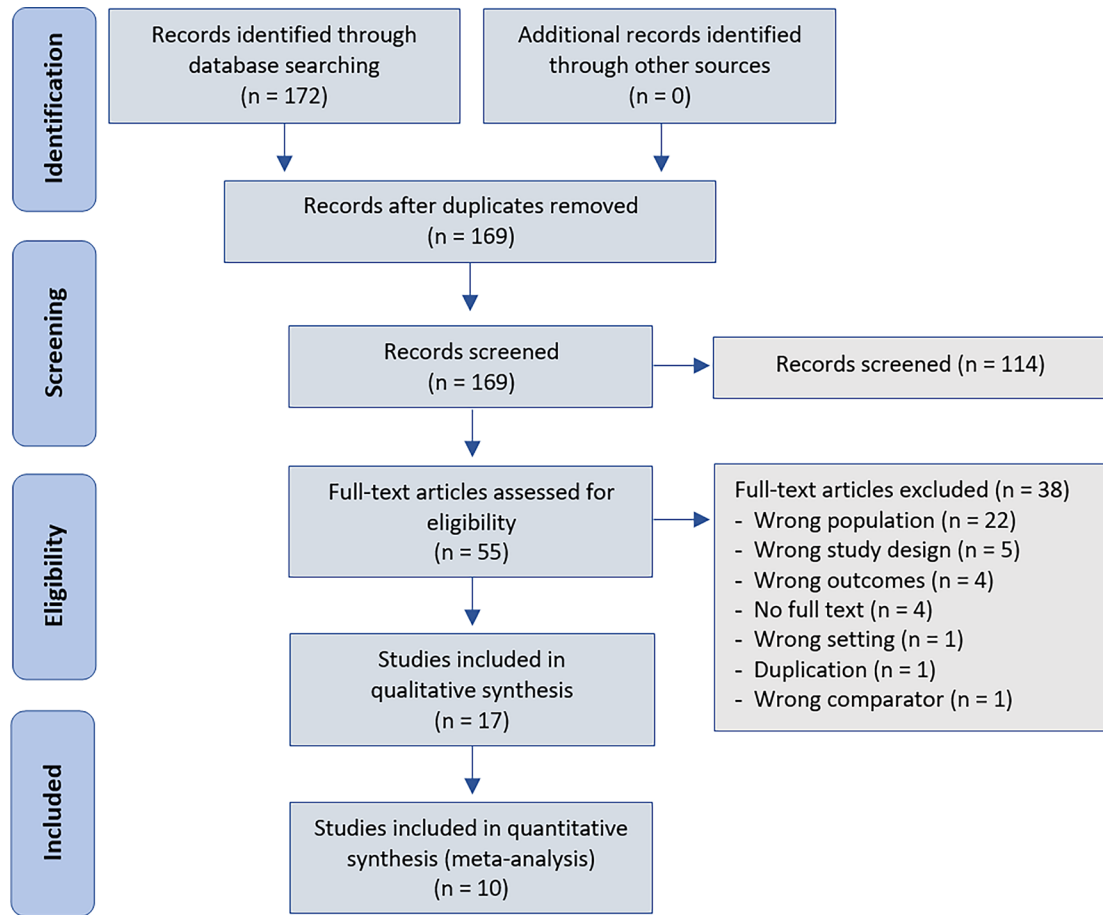 Identification
Records identified through
database searching
(n = 172)
Additional records identified
through other sources
(n = 0)
Records after duplicates removed
(n = 169)
Screening
Records screened
(n = 169)
Records screened (n = 114)
Eligibility
Full-text articles assessed for
eligibility
(n = 55)
Full-text articles excluded (n = 38)
- Wrong population (n = 22)
- Wrong study design (n = 5)
- Wrong outcomes (n = 4)
- No full text (n = 4)
- Wrong setting (n = 1)
- Duplication (n = 1)
- Wrong comparator (n = 1)
Studies included in
qualitative synthesis
(n = 17)
Included
Studies included in quantitative
synthesis (meta-analysis)
(n = 10)